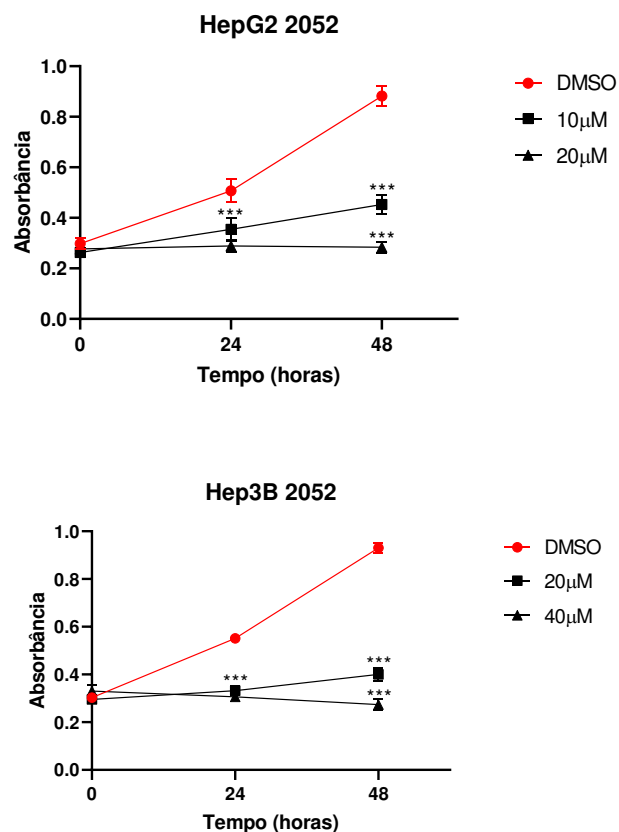 HepG2 2052
1.0
0.8
0.6
0.4
0.2
0.0
Absorbância
***
***
***
0
24
48
Tempo (horas)
DMSO
10μM
20μM
Hep3B 2052
1.0
0.8
0.6
0.4
0.2
0.0
Absorbância
***
***
***
0
24
48
Tempo (horas)
DMSO
20μM
40μM